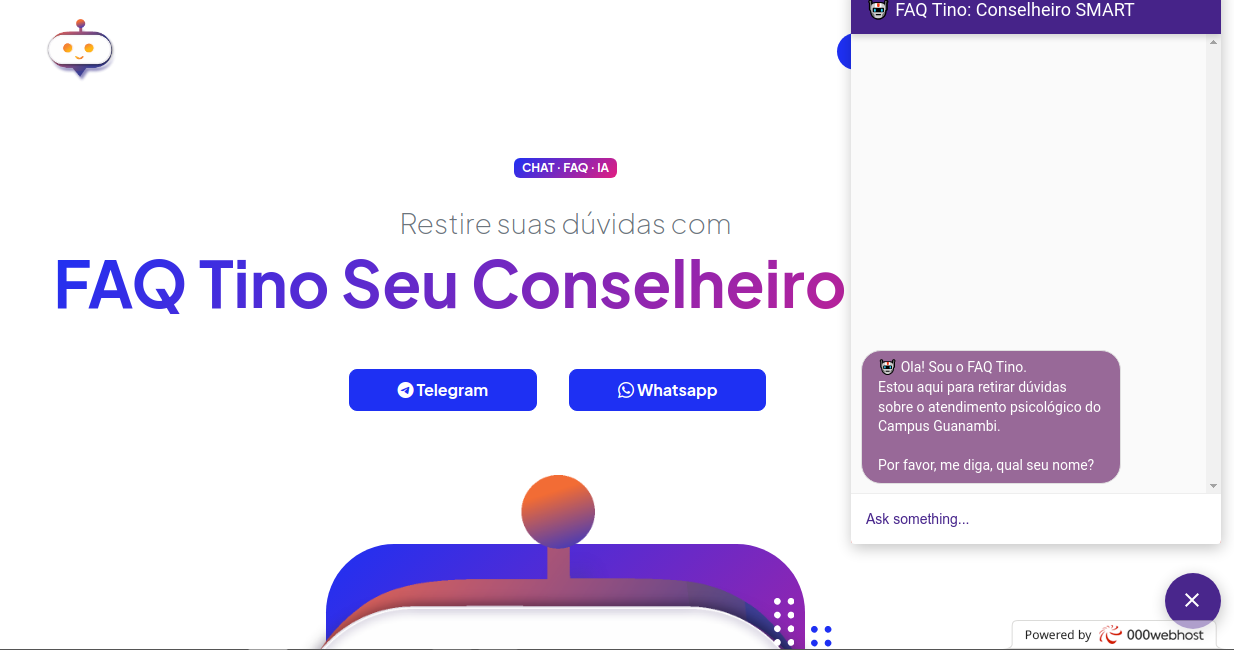 CHAT · FAQ · IA
Restire suas dúvidas com
FAQ Tino Seu Conselheiro
Telegram
Whatsapp
FAQ Tino: Conselheiro SMART
Ola! Sou o FAQ Tino.
Estou aqui para retirar dúvidas
sobre o atendimento psicológico do
Campus Guanambi.
Por favor, me diga, qual seu nome?
Ask something...
Powered by 000webhost